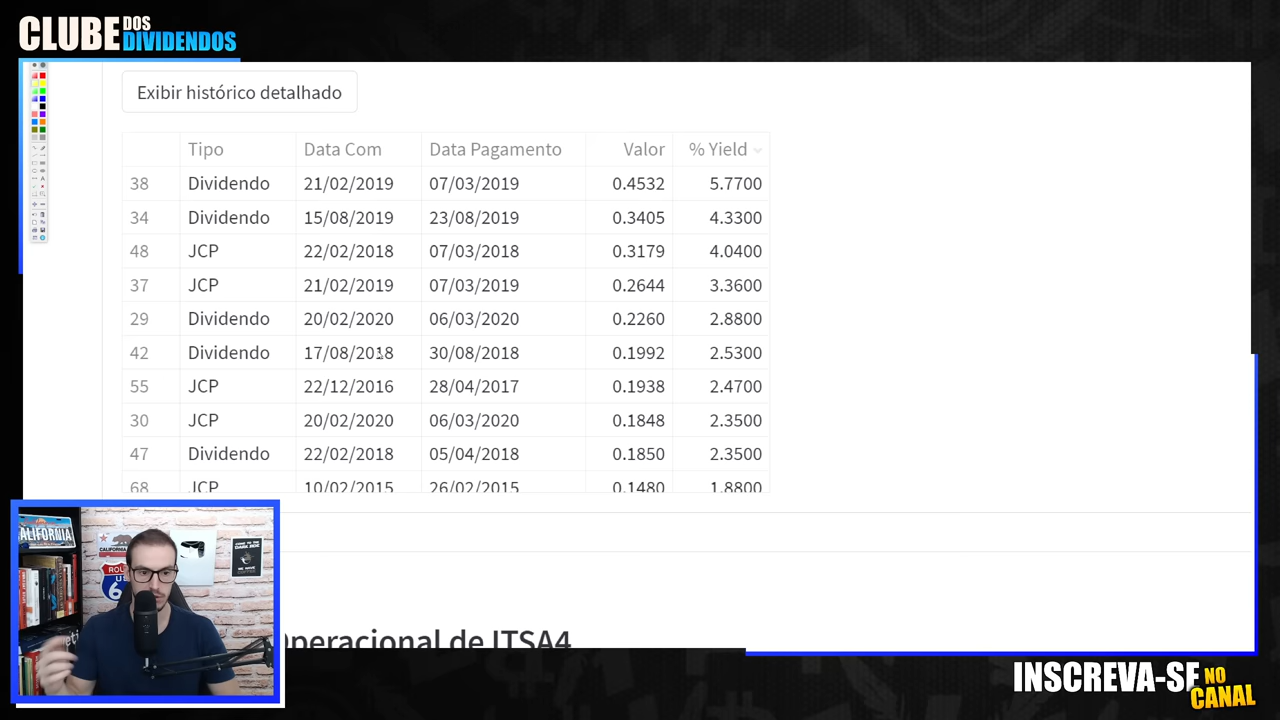 CLUBE DOS DIVIDENDOS
Exibir histórico detalhado
Tipo Data Com Data Pagamento Valor % Yield
38 Dividendo 21/02/2019 07/03/2019 0.4532 5.7700
34 Dividendo 15/08/2019 23/08/2019 0.3405 4.3300
48 JCP 22/02/2018 07/03/2018 0.3179 4.0400
37 JCP 21/02/2019 07/03/2019 0.2644 3.3600
29 Dividendo 20/02/2020 06/03/2020 0.2260 2.8800
42 Dividendo 17/08/2018 30/08/2018 0.1992 2.5300
55 JCP 22/12/2016 28/04/2017 0.1938 2.4700
30 JCP 20/02/2020 06/03/2020 0.1848 2.3500
47 Dividendo 22/02/2018 05/04/2018 0.1850 2.3500
68 JCP 10/02/2015 26/02/2015 0.1480 1.8800
CALIFORNIA
Operacional de ITSA4
INSCREVA-SE NO CANAL